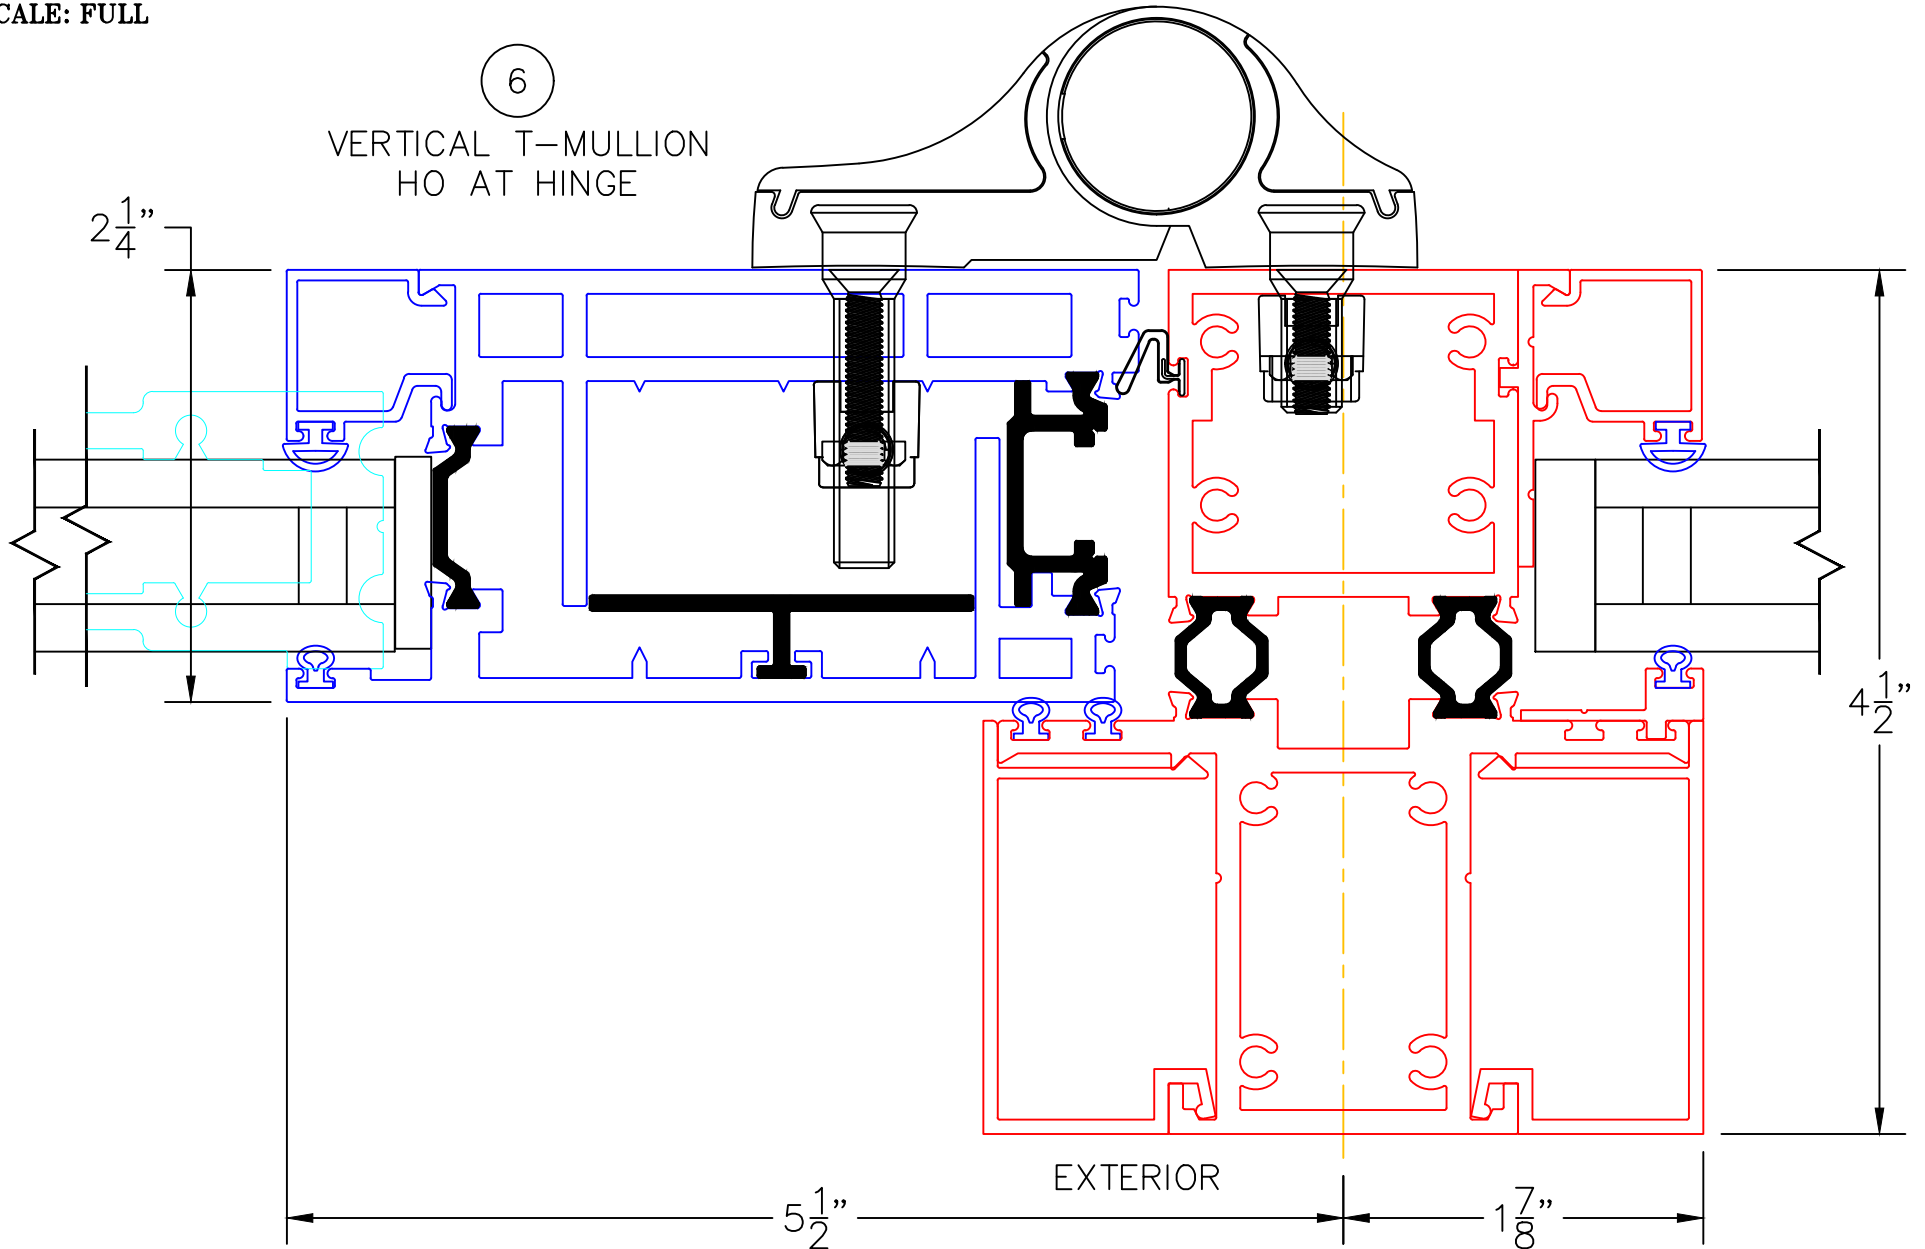 CALE: FULL
6
VERTICAL T-MULLION
HO AT HINGE
2 1/4"
4 1/2"
EXTERIOR
5 1/2"
1 7/8"